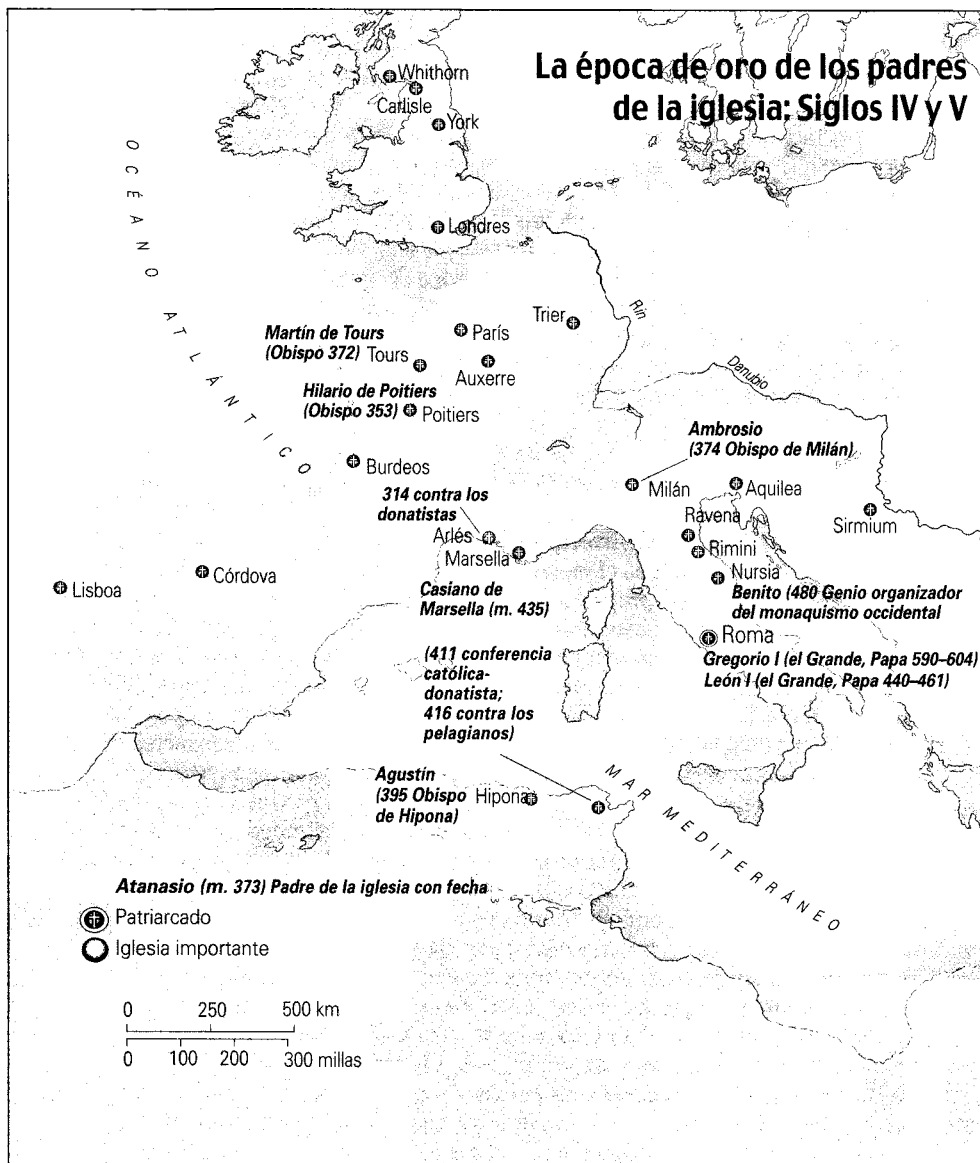 La época de oro de los padres
de la iglesia: Siglos IV y V
Whithorn
Carlisle
York
Londres
OCÉANO ATLÁNTICO
Rin
Trier
París
Martín de Tours
(Obispo 372) Tours
Auxerre
Danubio
Hilario de Poitiers
(Obispo 353) Poitiers
Ambrosio
(374 Obispo de Milán)
Burdeos
Milán
Aquilea
314 contra los
donatistas
Ravena
Sirmium
Arlés
Rimini
Marsella
Córdova
Nursia
Lisboa
Casiano de
Marsella (m. 435)
Benito (480 Genio organizador
del monaquismo occidental
Roma
(411 conferencia
católica-
donatista;
416 contra los
pelagianos)
Gregorio I (el Grande, Papa 590–604)
León I (el Grande, Papa 440–461)
Agustín
(395 Obispo
de Hipona)
Hipona
MAR MEDITERRÁNEO
Atanasio (m. 373) Padre de la iglesia con fecha
Patriarcado
Iglesia importante
0 250 500 km
0 100 200 300 millas